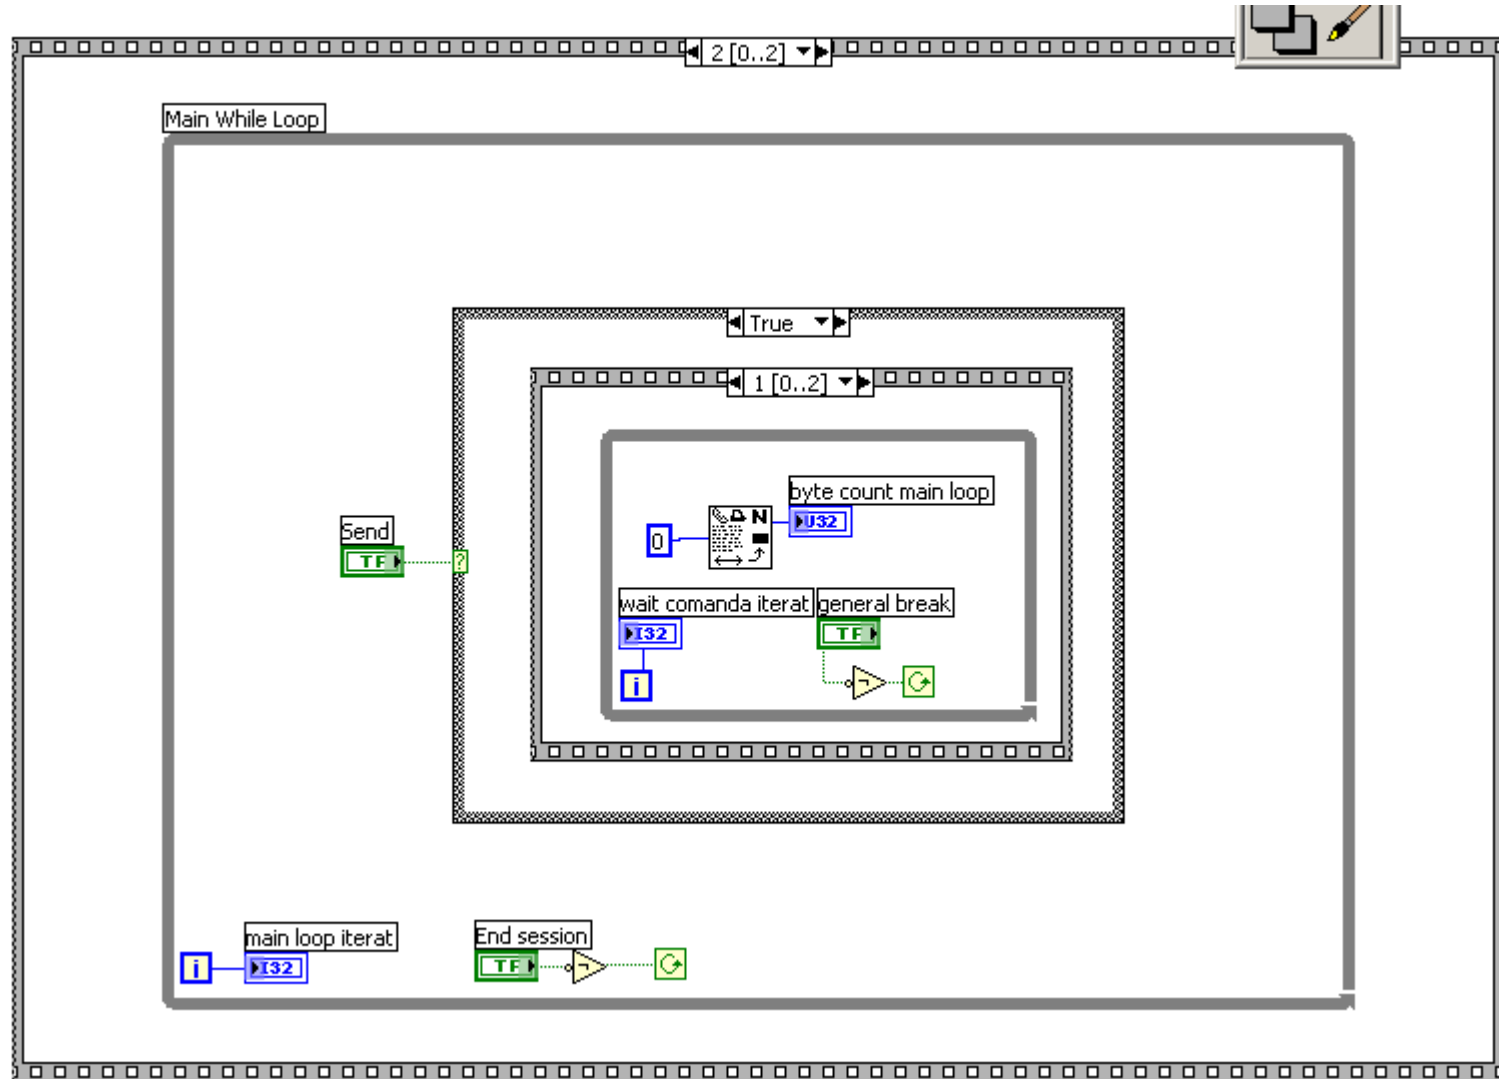 2 [0..2]
Main While Loop
True
1 [0..2]
byte count main loop
N
U32
0
Send
TF
?
wait comanda iterat
general break
I32
TF
i
main loop iterat
End session
i
I32
TF